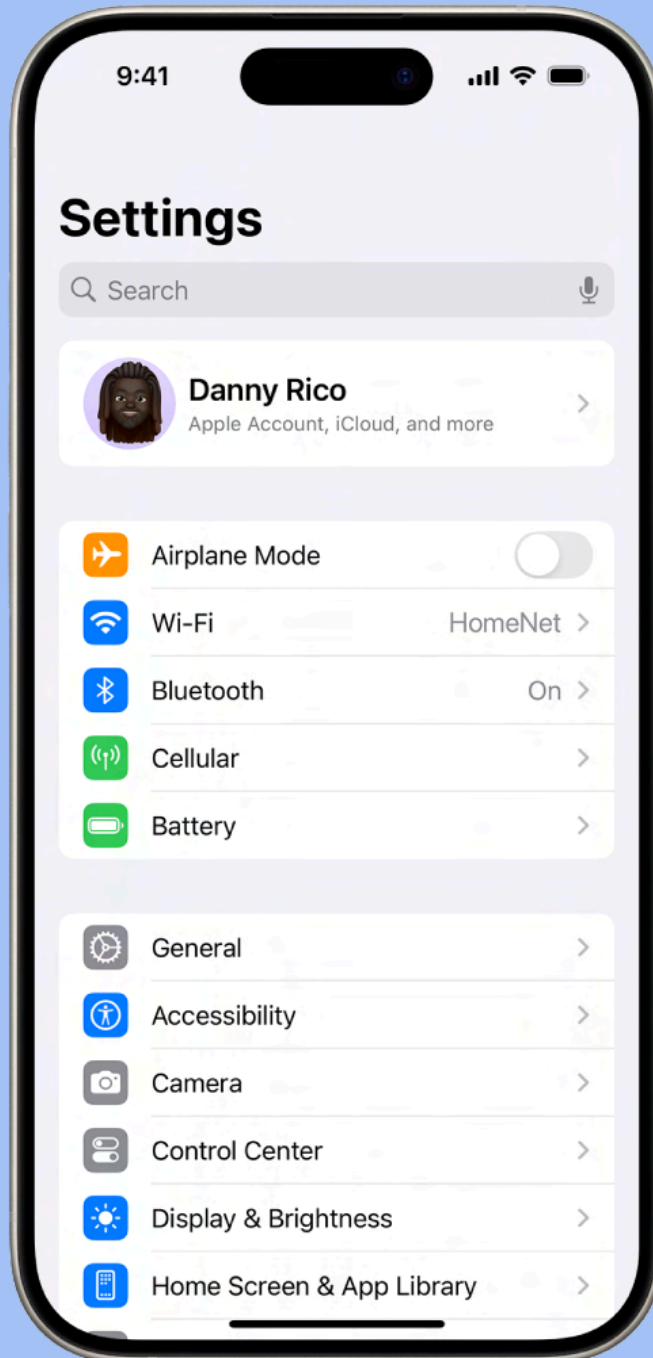 9:41
Settings
Search
Danny Rico
Apple Account, iCloud, and more
Airplane Mode
Wi-Fi HomeNet
Bluetooth On
Cellular
Battery
General
Accessibility
Camera
Control Center
Display & Brightness
Home Screen & App Library